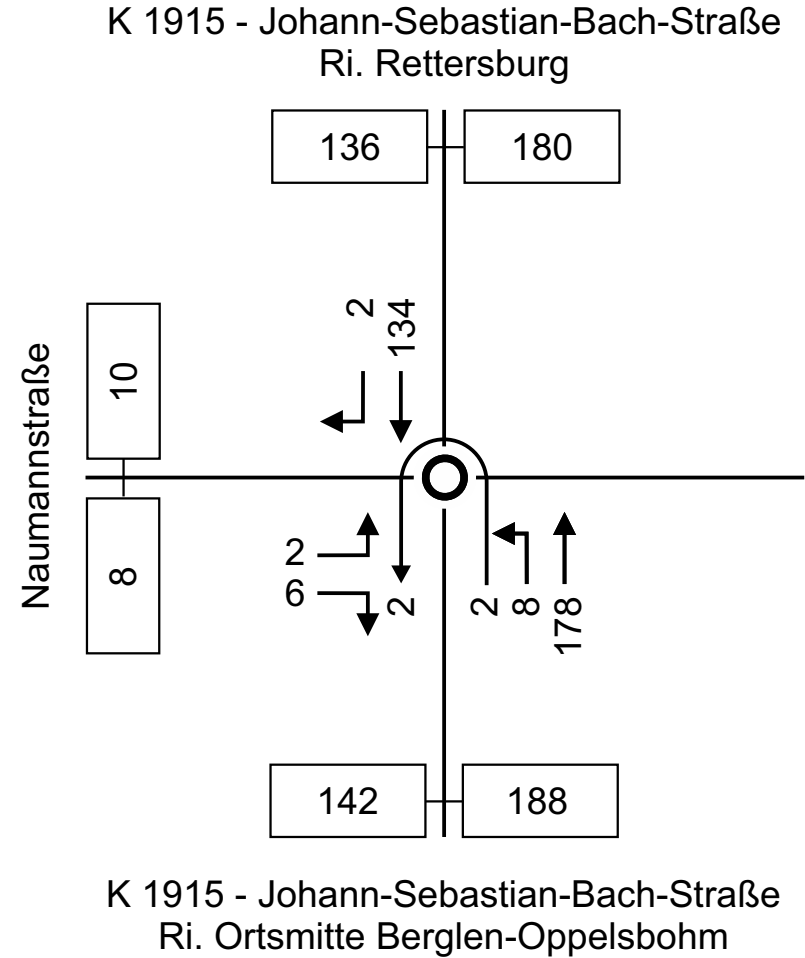 K 1915 - Johann-Sebastian-Bach-Straße
Ri. Rettersburg
136
180
2
134
10
Naumannstraße
8
2
6
2
2
8
178
142
188
K 1915 - Johann-Sebastian-Bach-Straße
Ri. Ortsmitte Berglen-Oppelsbohm